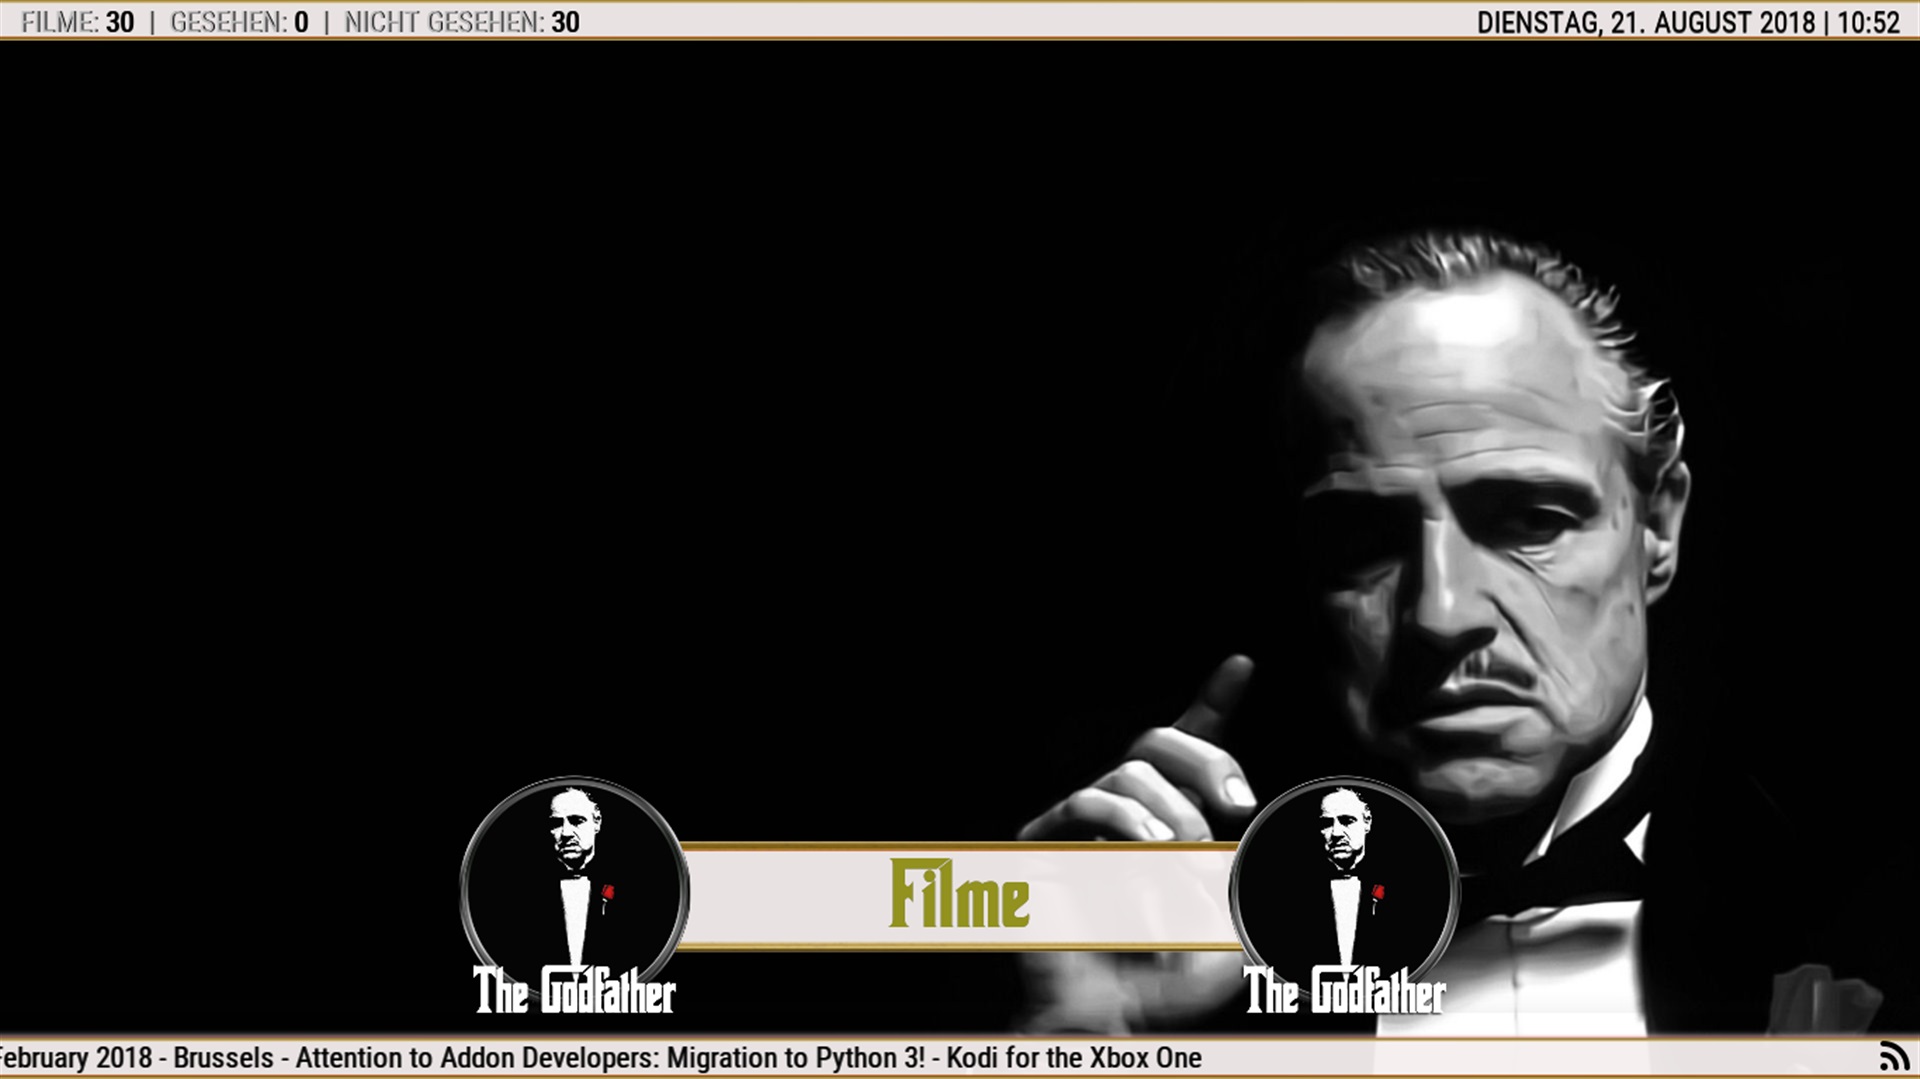 FILME: 30 | GESEHEN: 0 | NICHT GESEHEN: 30
DIENSTAG, 21. AUGUST 2018 | 10:52
Filme
The Godfather
The Godfather
February 2018 - Brussels - Attention to Addon Developers: Migration to Python 3! - Kodi for the Xbox One